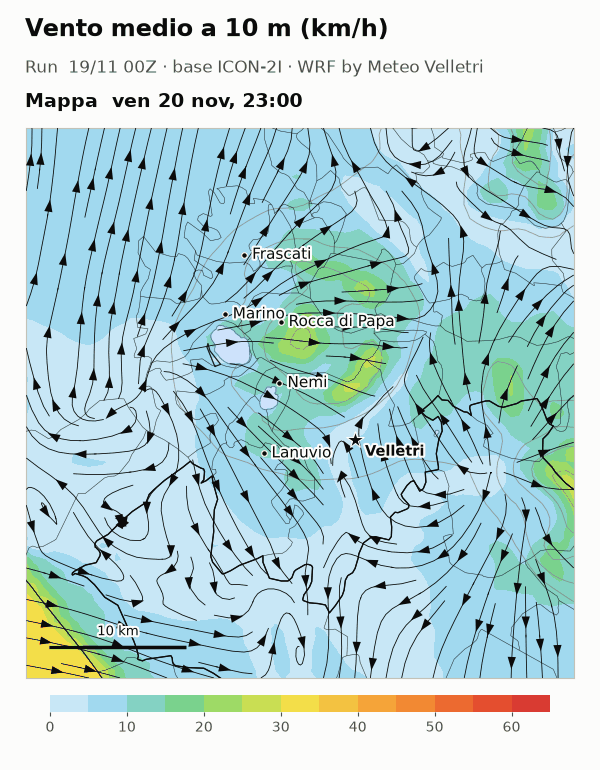 Vento medio a 10 m (km/h)
Run  19/11 00Z · base ICON-2I · WRF by Meteo Velletri
Mappa  ven 20 nov, 23:00
Frascati
Marino
Rocca di Papa
Nemi
Velletri
Lanuvio
10 km
0 10 20 30 40 50 60